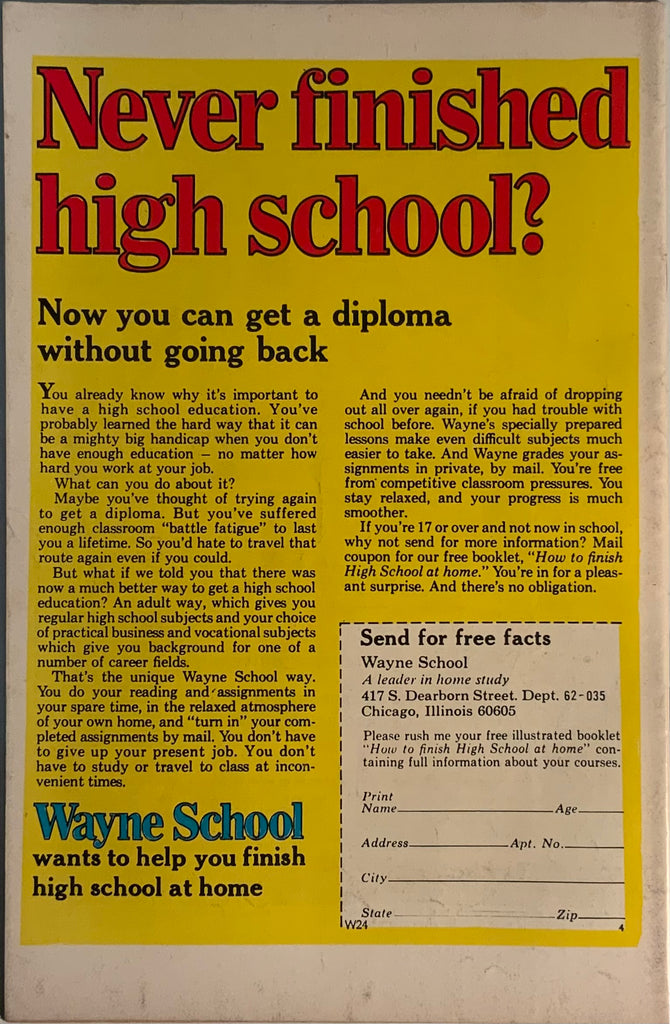 Never finished
high school?
Now you can get a diploma
without going back
You already know why it's important to
have a high school education. You've
probably learned the hard way that it can
be a mighty big handicap when you don't
have enough education – no matter how
hard you work at your job.
What can you do about it?
Maybe you've thought of trying again
to get a diploma. But you've suffered
enough classroom "battle fatigue" to last
you a lifetime. So you'd hate to travel that
route again even if you could.
But what if we told you that there was
now a much better way to get a high school
education? An adult way, which gives you
regular high school subjects and your choice
of practical business and vocational subjects
which give you background for one of a
number of career fields.
That's the unique Wayne School way.
You do your reading and assignments in
your spare time, in the relaxed atmosphere
of your own home, and "turn in" your com-
pleted assignments by mail. You don't have
to give up your present job. You don't
have to study or travel to class at incon-
venient times.
Wayne School
wants to help you finish
high school at home
And you needn't be afraid of dropping
out all over again, if you had trouble with
school before. Wayne's specially prepared
lessons make even difficult subjects much
easier to take. And Wayne grades your as-
signments in private, by mail. You're free
from competitive classroom pressures. You
stay relaxed, and your progress is much
smoother.
If you're 17 or over and not now in school,
why not send for more information? Mail
coupon for our free booklet, "How to finish
High School at home." You're in for a pleas-
ant surprise. And there's no obligation.
Send for free facts
Wayne School
A leader in home study
417 S. Dearborn Street. Dept. 62-035
Chicago, Illinois 60605
Please rush me your free illustrated booklet
"How to finish High School at home" con-
taining full information about your courses.
Print
Name Age
Address Apt. No.
City
State Zip
W24 4